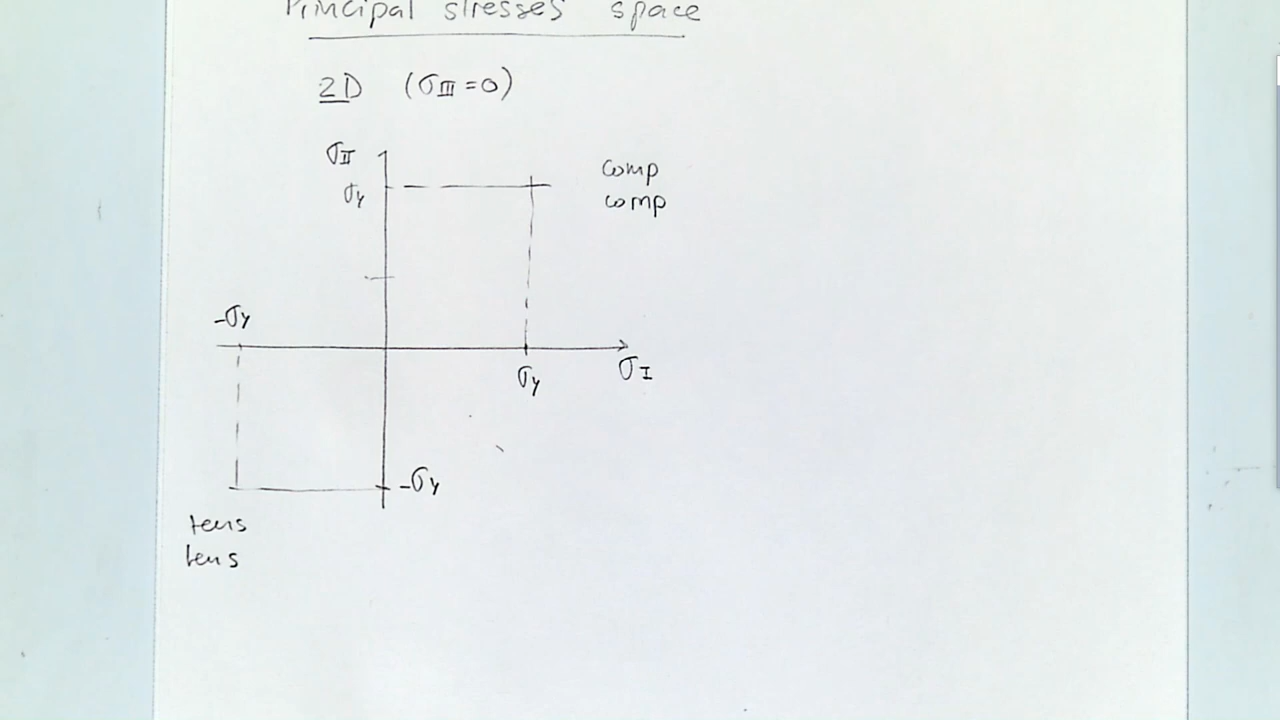 Principal stresses space
2D (σIII=0)
σII
σy
comp
comp
-σy
σy
σI
-σy
tens
tens